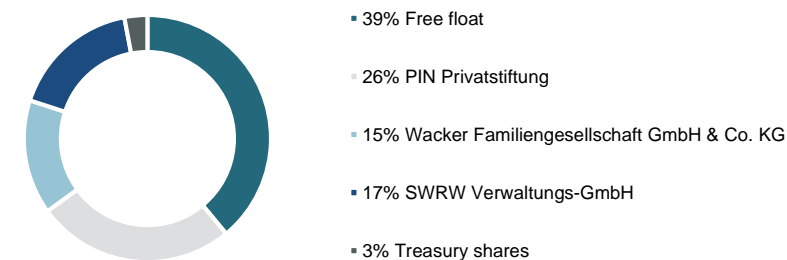 39% Free float
26% PIN Privatstiftung
15% Wacker Familiengesellschaft GmbH & Co. KG
17% SWRW Verwaltungs-GmbH
3% Treasury shares